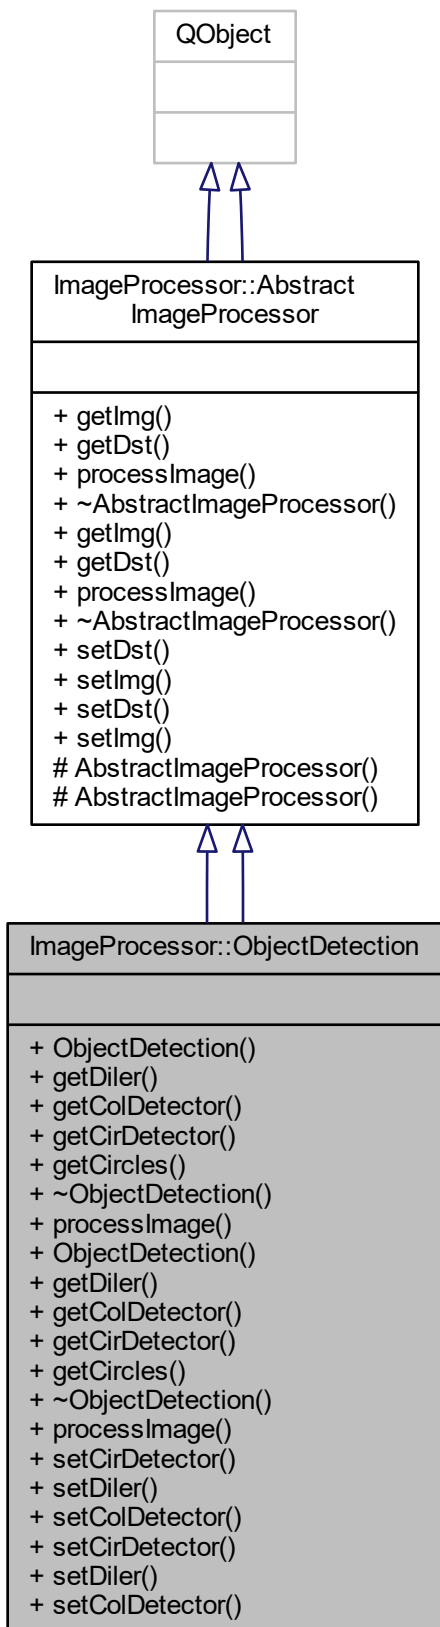 QObject
ImageProcessor::Abstract
ImageProcessor
+ getImg()
+ getDst()
+ processImage()
+ ~AbstractImageProcessor()
+ getImg()
+ getDst()
+ processImage()
+ ~AbstractImageProcessor()
+ setDst()
+ setImg()
+ setDst()
+ setImg()
# AbstractImageProcessor()
# AbstractImageProcessor()
ImageProcessor::ObjectDetection
+ ObjectDetection()
+ getDiler()
+ getColDetector()
+ getCirDetector()
+ getCircles()
+ ~ObjectDetection()
+ processImage()
+ ObjectDetection()
+ getDiler()
+ getColDetector()
+ getCirDetector()
+ getCircles()
+ ~ObjectDetection()
+ processImage()
+ setCirDetector()
+ setDiler()
+ setColDetector()
+ setCirDetector()
+ setDiler()
+ setColDetector()